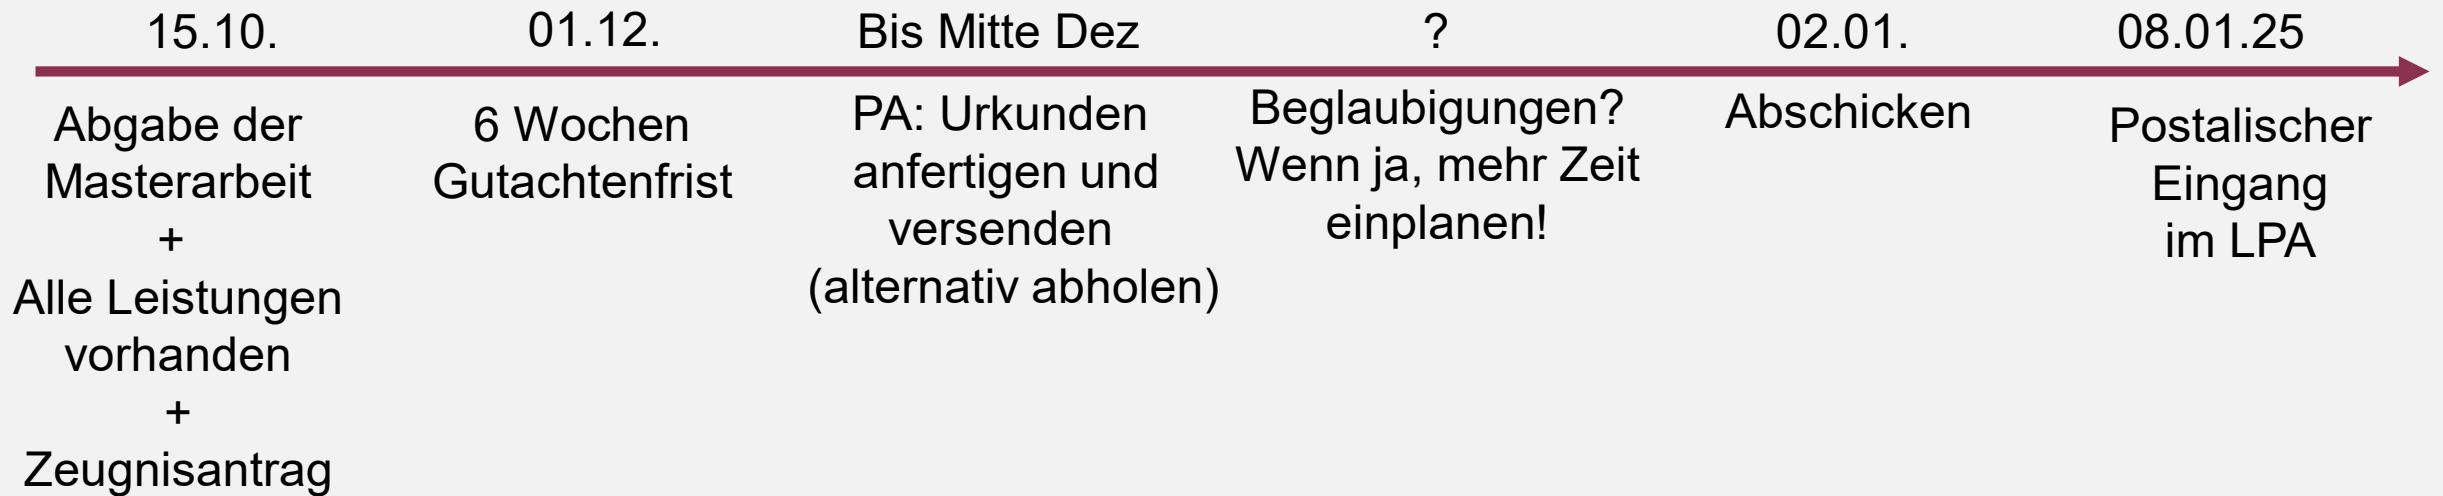 15.10.
Abgabe der
Masterarbeit
+
Alle Leistungen
vorhanden
+
Zeugnisantrag
01.12.
6 Wochen
Gutachtenfrist
Bis Mitte Dez
PA: Urkunden
anfertigen und
versenden
(alternativ abholen)
?
Beglaubigungen?
Wenn ja, mehr Zeit
einplanen!
02.01.
Abschicken
08.01.25
Postalischer
Eingang
im LPA